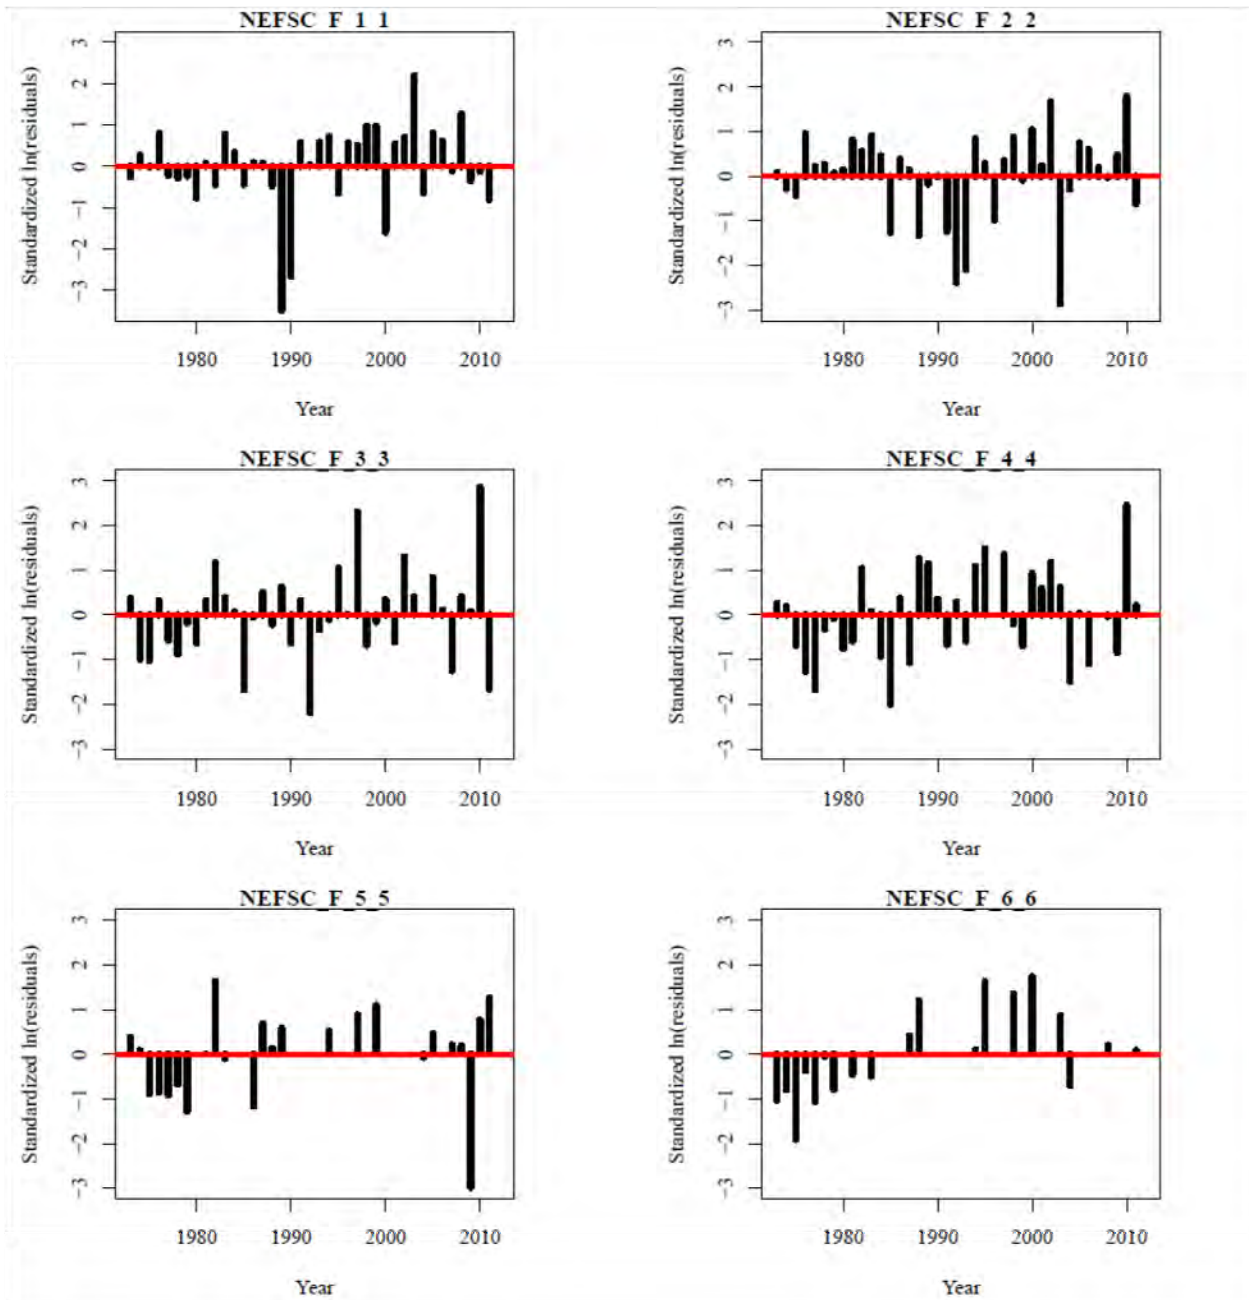 NEFSC_F_1_1
Standardized ln(residuals)
3
2
1
0
−1
−2
−3
1980 1990 2000 2010
Year
NEFSC_F_2_2
Standardized ln(residuals)
3
2
1
0
−1
−2
−3
1980 1990 2000 2010
Year
NEFSC_F_3_3
Standardized ln(residuals)
3
2
1
0
−1
−2
−3
1980 1990 2000 2010
Year
NEFSC_F_4_4
Standardized ln(residuals)
3
2
1
0
−1
−2
−3
1980 1990 2000 2010
Year
NEFSC_F_5_5
Standardized ln(residuals)
3
2
1
0
−1
−2
−3
1980 1990 2000 2010
Year
NEFSC_F_6_6
Standardized ln(residuals)
3
2
1
0
−1
−2
−3
1980 1990 2000 2010
Year